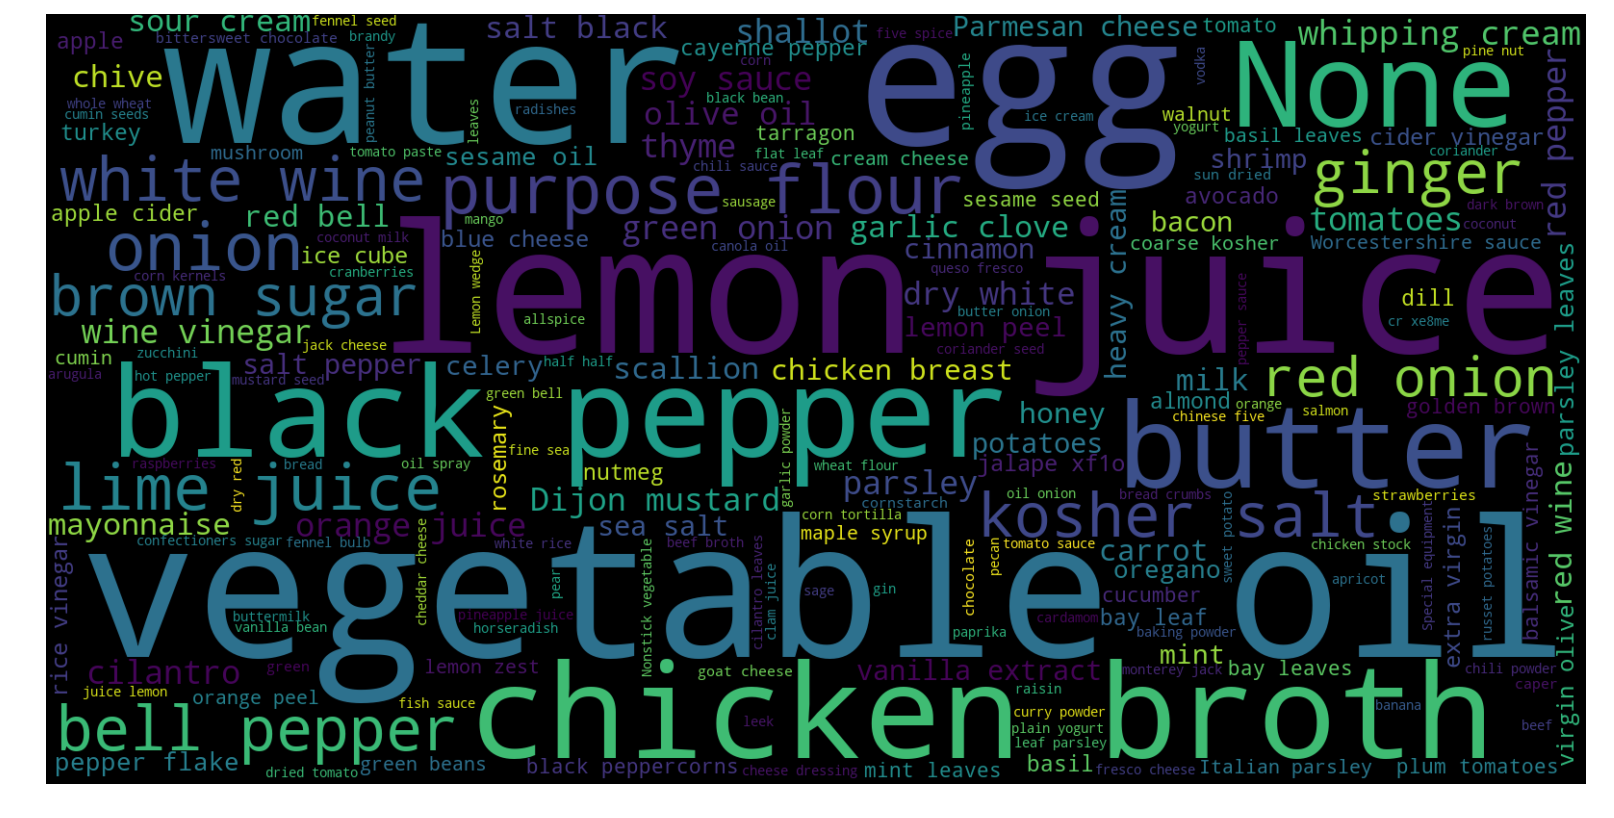 sour cream
fennel seed
salt black
shallot
Parmesan cheese
tomato
whipping cream
apple
bittersweet chocolate
brandy
water
cayenne pepper
five spice
egg
None
pine nut
chive
peanut butter
soy sauce
corn
vodka
whole wheat
cumin seeds
turkey
leaves
radishes
black bean
olive oil
pineapple
ice cream
walnut
yogurt
basil leaves
cider vinegar
red pepper
mushroom
tomato paste
sesame oil
thyme
tarragon
flat leaf
cream cheese
shrimp
coriander
white wine
purpose flour
chili sauce
sun dried
ginger
apple cider
red bell
mango
sausage
sesame seed
avocado
dark brown
onion
coconut milk
blue cheese
green onion
garlic clove
bacon
tomatoes
coconut
ice cube
canola oil
cinnamon
coarse kosher
Worcestershire sauce
corn kernels
cranberries
Lemon wedge
lemon juice
queso fresco
heavy cream
brown sugar
dry white
pepper sauce
dill
butter onion
allspice
wine vinegar
lemon peel
cr xe8me
parsley leaves
jack cheese
coriander seed
cumin
zucchini
salt pepper
celery
half half
scallion
chicken breast
arugula
hot pepper
mustard seed
milk
red onion
black pepper
green bell
almond
orange
salmon
golden brown
honey
chinese five
butter
rosemary
fine sea
garlic powder
potatoes
raspberries
bread
oil spray
nutmeg
wheat flour
jalape xf1o
lime juice
dry red
Dijon mustard
parsley
oil onion
bread crumbs
strawberries
balsamic vinegar
cornstarch
kosher salt
mayonnaise
orange juice
sea salt
corn tortilla
maple syrup
red wine
rice vinegar
confectioners sugar
fennel bulb
cheddar cheese
white rice
beef broth
Nonstick vegetable
cilantro leaves
clam juice
chocolate
pecan
tomato sauce
carrot
sweet potato
chicken stock
Special equipment
extra virgin
russet potatoes
vegetable oil
oregano
apricot
pear
sage
gin
cucumber
buttermilk
vanilla bean
pineapple juice
horseradish
cardamom
bay leaf
paprika
baking powder
cilantro
green
lemon zest
goat cheese
vanilla extract
mint
monterey jack
bay leaves
chili powder
virgin olive
juice lemon
orange peel
fish sauce
chicken broth
raisin
caper
bell pepper
leek
curry powder
banana
plain yogurt
beef
leaf parsley
pepper flake
dried tomato
green beans
black peppercorns
cheese dressing
mint leaves
basil
fresco cheese
Italian parsley
plum tomatoes